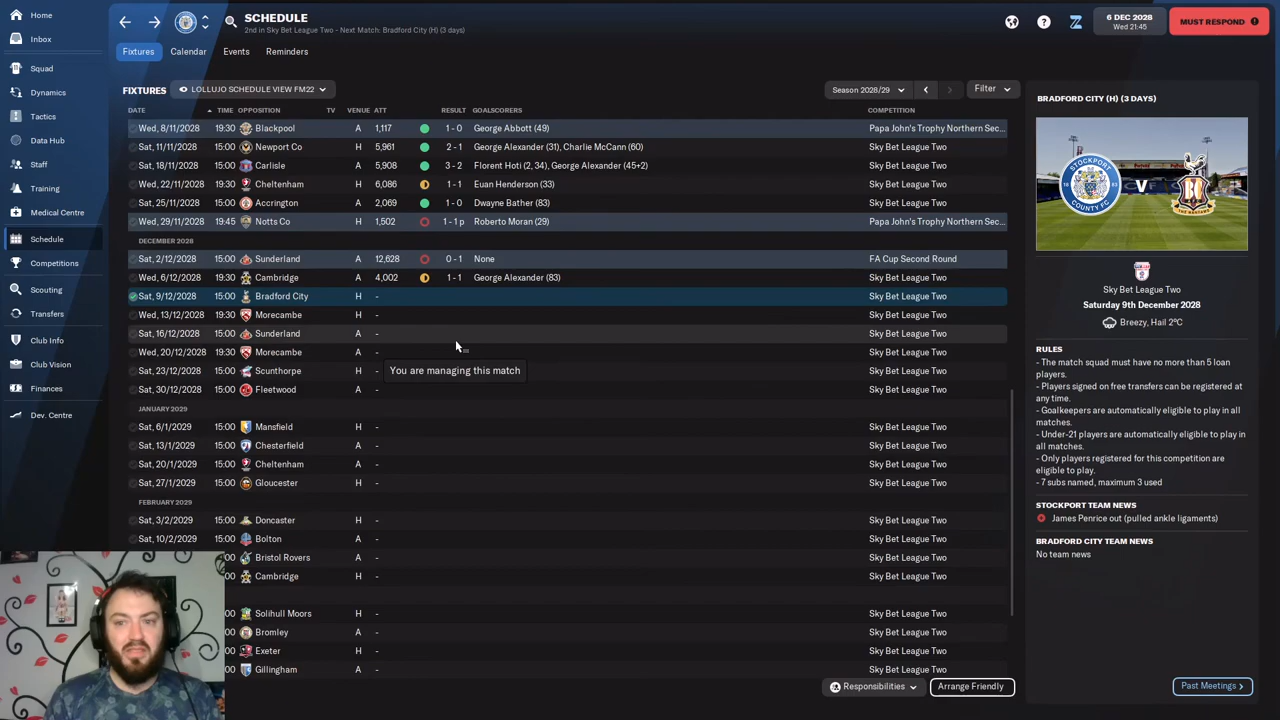 Home
Inbox
Squad
Dynamics
Tactics
Data Hub
Staff
Training
Medical Centre
Schedule
Competitions
Scouting
Transfers
Club Info
Club Vision
Finances
Dev. Centre
SCHEDULE
2nd in Sky Bet League Two - Next Match: Bradford City (H) (3 days)
6 DEC 2028
Wed 21:45
MUST RESPOND
Fixtures Calendar Events Reminders
FIXTURES LOLLUJO SCHEDULE VIEW FM22 Season 2028/29 Filter
DATE TIME OPPOSITION TV VENUE ATT RESULT GOALSCORERS COMPETITION
Wed, 8/11/2028 19:30 Blackpool A 1,117 1 - 0 George Abbott (49) Papa John's Trophy Northern Sec...
Sat, 11/11/2028 15:00 Newport Co H 5,961 2 - 1 George Alexander (31), Charlie McCann (60) Sky Bet League Two
Sat, 18/11/2028 15:00 Carlisle A 5,908 3 - 2 Florent Hoti (2, 34), George Alexander (45+2) Sky Bet League Two
Wed, 22/11/2028 19:30 Cheltenham H 6,086 1 - 1 Euan Henderson (33) Sky Bet League Two
Sat, 25/11/2028 15:00 Accrington A 2,069 1 - 0 Dwayne Bather (83) Sky Bet League Two
Wed, 29/11/2028 19:45 Notts Co H 1,502 1 - 1 p Roberto Moran (29) Papa John's Trophy Northern Sec...
DECEMBER 2028
Sat, 2/12/2028 15:00 Sunderland A 12,628 0 - 1 None FA Cup Second Round
Wed, 6/12/2028 19:30 Cambridge A 4,002 1 - 1 George Alexander (83) Sky Bet League Two
Sat, 9/12/2028 15:00 Bradford City H - Sky Bet League Two
Wed, 13/12/2028 15:00 Morecambe H - Sky Bet League Two
Sat, 16/12/2028 15:00 Sunderland A - Sky Bet League Two
Wed, 20/12/2028 19:30 Morecambe A - Sky Bet League Two
Sat, 23/12/2028 15:00 Scunthorpe H - Sky Bet League Two
You are managing this match
Sat, 30/12/2028 15:00 Fleetwood A - Sky Bet League Two
JANUARY 2029
Sat, 6/1/2029 15:00 Mansfield H - Sky Bet League Two
Sat, 13/1/2029 15:00 Chesterfield A - Sky Bet League Two
Sat, 20/1/2029 15:00 Cheltenham A - Sky Bet League Two
Sat, 27/1/2029 15:00 Gloucester H - Sky Bet League Two
FEBRUARY 2029
Sat, 3/2/2029 15:00 Doncaster H - Sky Bet League Two
Sat, 10/2/2029 15:00 Bolton A - Sky Bet League Two
:00 Bristol Rovers A - Sky Bet League Two
:00 Cambridge H - Sky Bet League Two
:00 Solihull Moors H - Sky Bet League Two
:00 Bromley A - Sky Bet League Two
:00 Exeter H - Sky Bet League Two
:00 Gillingham A - Sky Bet League Two
Responsibilities Arrange Friendly
BRADFORD CITY (H) (3 DAYS)
STOCKPORT
18 83
COUNTY F.C.
V
BRADFORD CITY
THE BANTAMS
Sky Bet League Two
Saturday 9th December 2028
Breezy, Hail 2ºC
RULES
- The match squad must have no more than 5 loan
players.
- Players signed on free transfers can be registered at
any time.
- Goalkeepers are automatically eligible to play in all
matches.
- Under-21 players are automatically eligible to play in
all matches.
- Only players registered for this competition are
eligible to play.
- 7 subs named, maximum 3 used
STOCKPORT TEAM NEWS
James Penrice out (pulled ankle ligaments)
BRADFORD CITY TEAM NEWS
No team news
Past Meetings